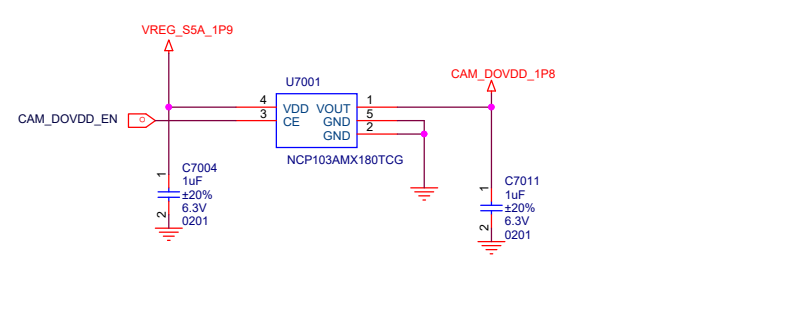 VREG_S5A_1P9
CAM_DOVDD_1P8
U7001
4 VDD VOUT 1
3 CE GND 5
GND 2
CAM_DOVDD_EN
NCP103AMX180TCG
1
C7004
1uF
±20%
6.3V
2
0201
1
C7011
1uF
±20%
6.3V
2
0201